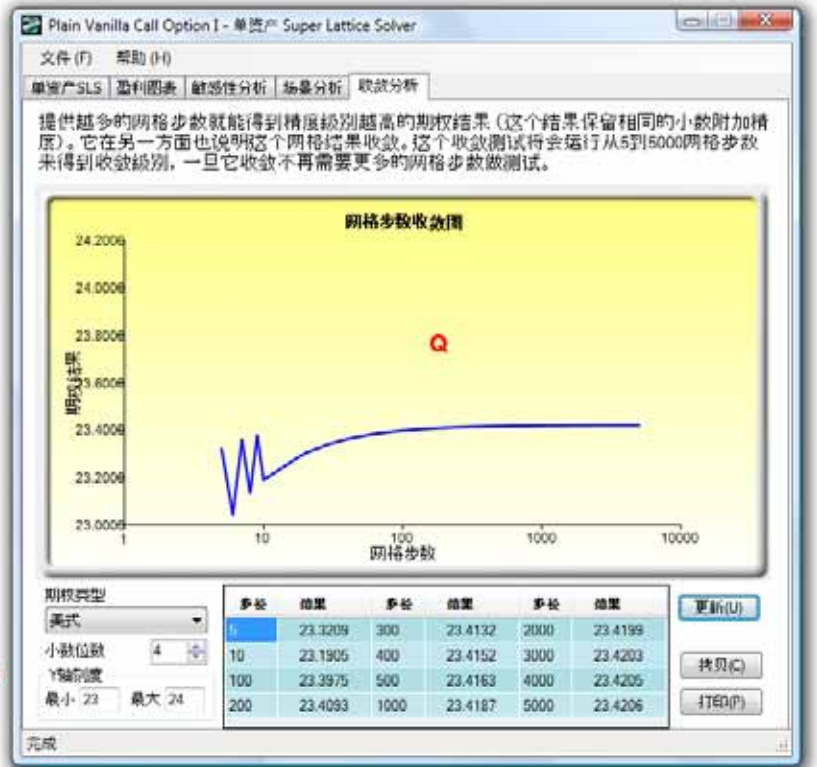 Plain Vanilla Call Option I - 单资产 Super Lattice Solver
文件 (F) 帮助 (H)
单资产SLS 盈利图表 敏感性分析 场景分析 收敛分析
提供越多的网格步数就能得到精度级别越高的期权结果（这个结果保留相同的小数附加精
度）。它在另一方面也说明这个网格结果收敛。这个收敛测试将会运行从5到5000网格步数
来得到收敛级别，一旦它收敛不再需要更多的网格步数做测试。
网格步数收敛图
24.2000
24.0000
23.8000
Q
期权结果
23.6000
23.4000
23.2000
23.0000
1 10 100 1000 10000
网格步数
期权类型
美式
小数位数 4
Y轴刻度
最小 23 最大 24
步长 结果 步长 结果 步长 结果
5 23.3209 300 23.4132 2000 23.4199
10 23.1905 400 23.4152 3000 23.4203
100 23.3975 500 23.4163 4000 23.4205
200 23.4093 1000 23.4187 5000 23.4206
更新(U)
拷贝(C)
打印(P)
完成